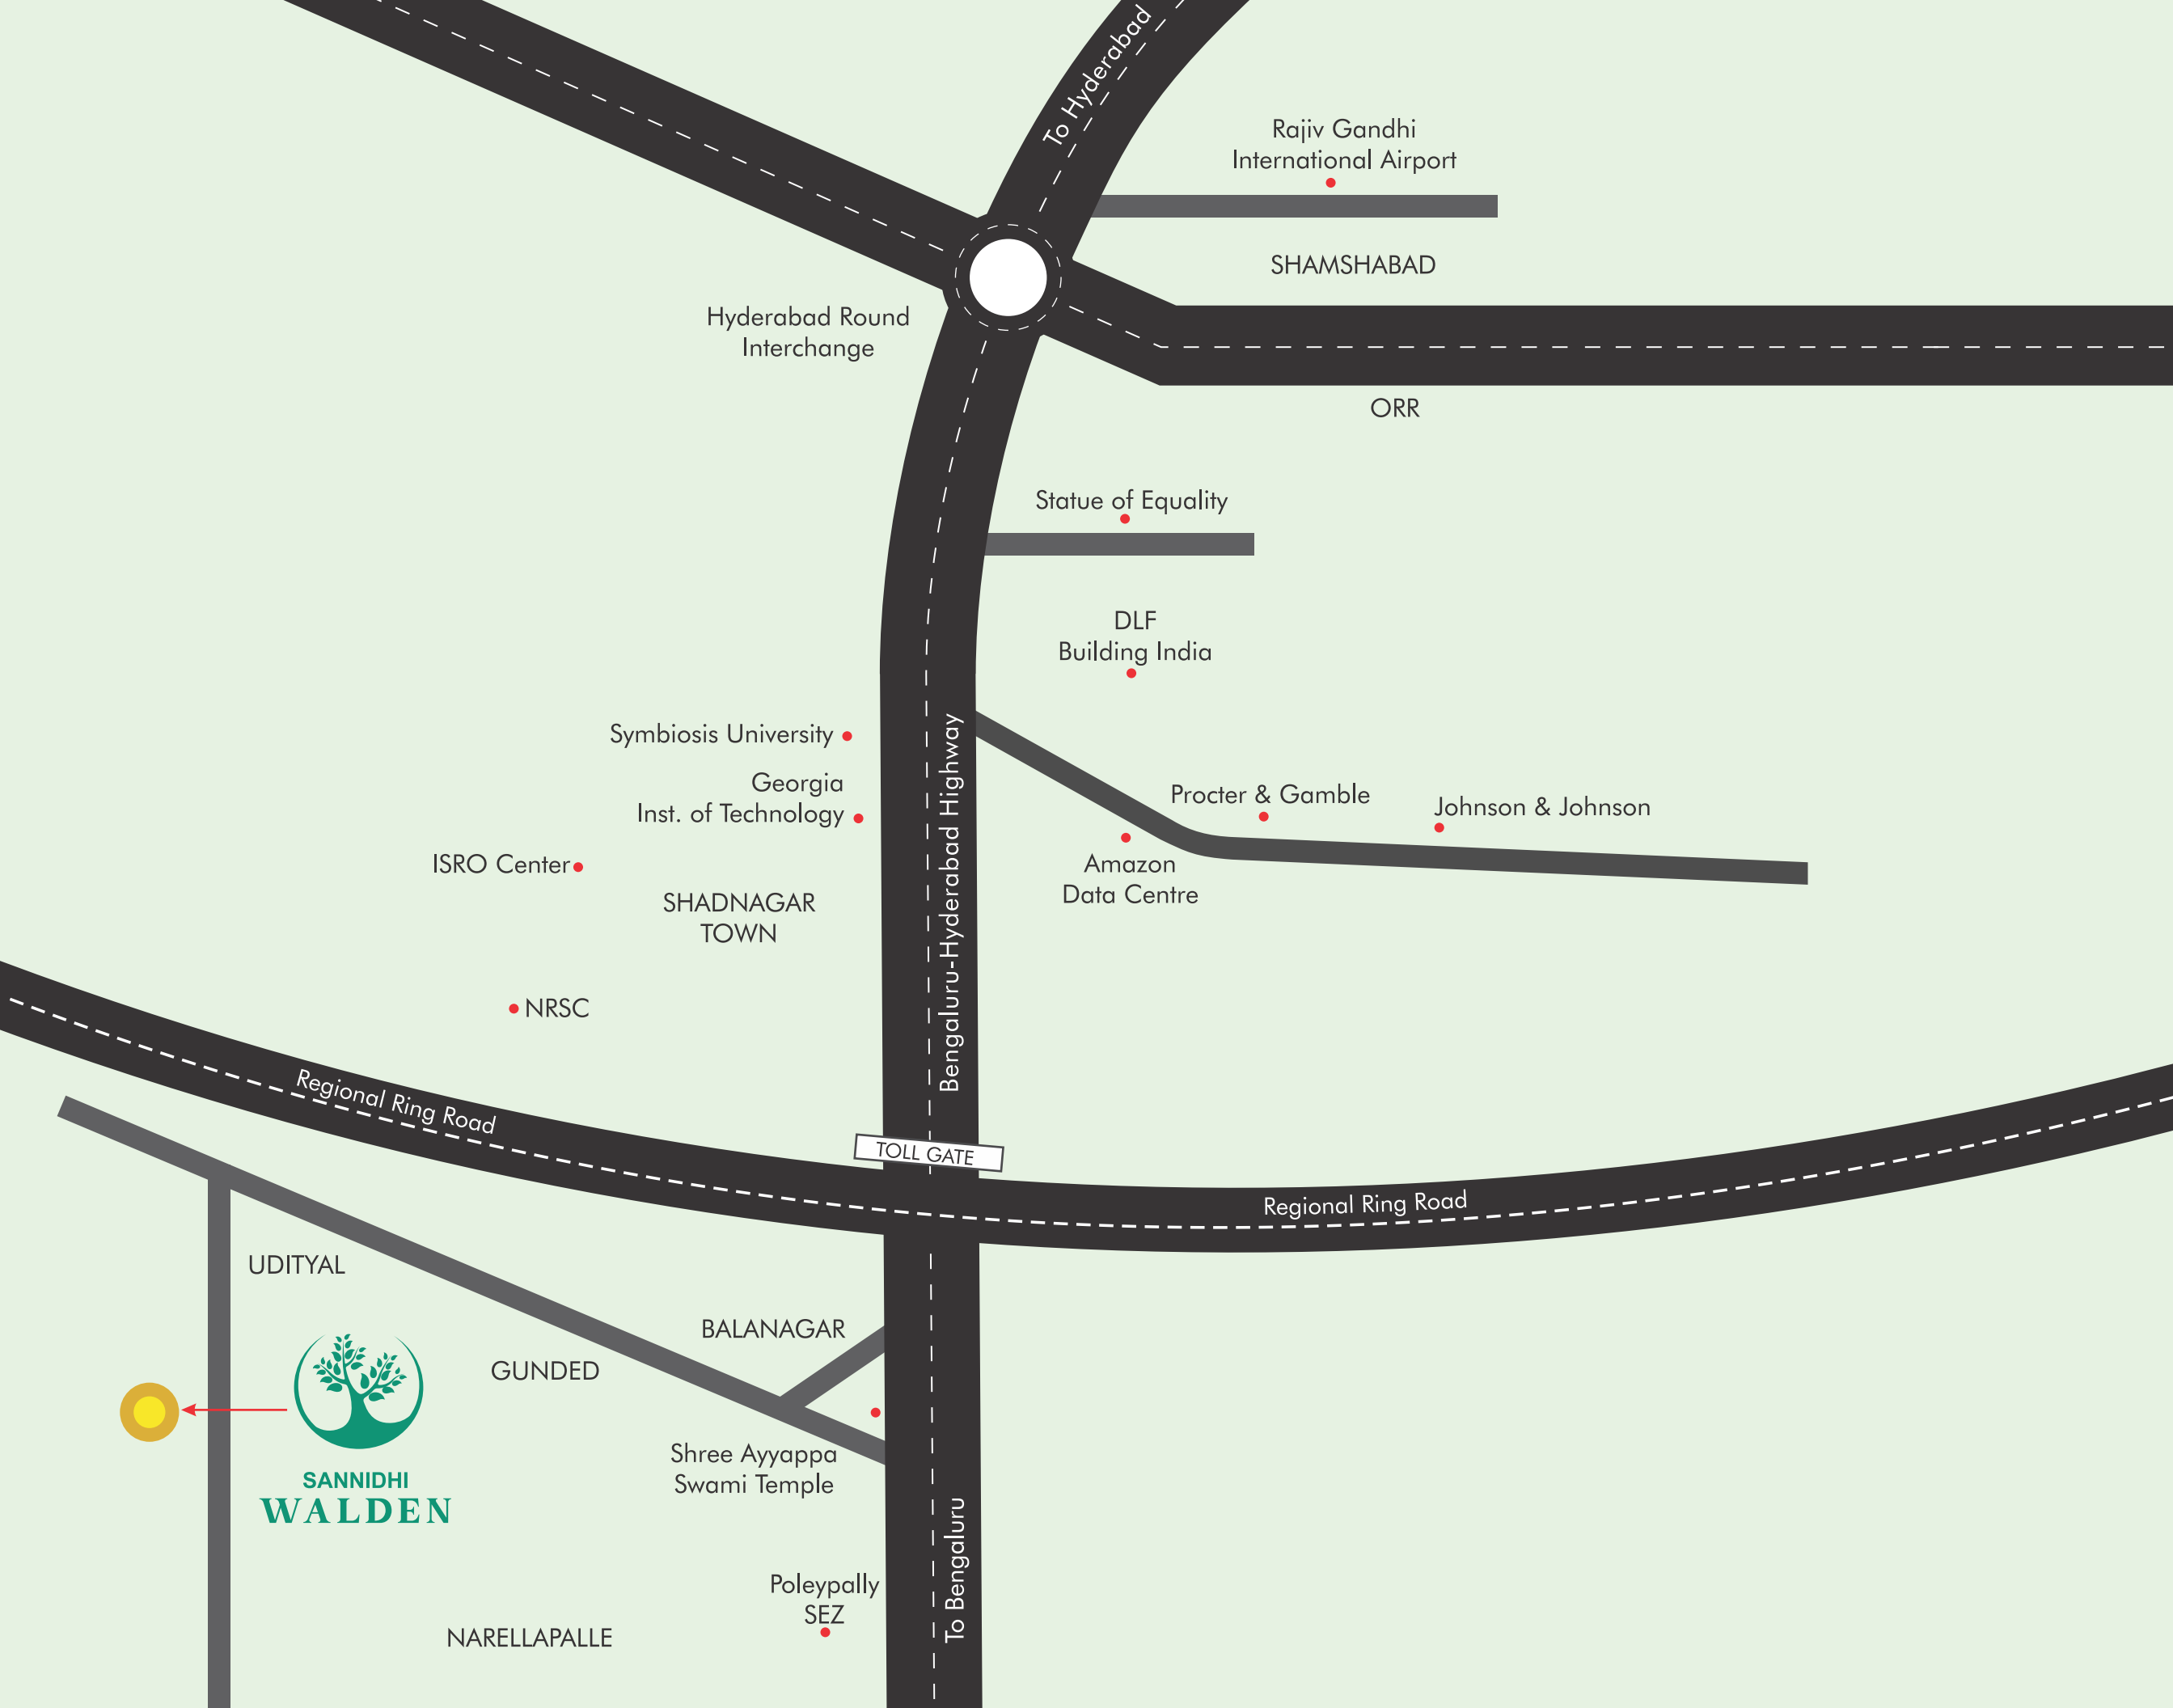 To Hyderabad
Rajiv Gandhi
International Airport
SHAMSHABAD
Hyderabad Round
Interchange
ORR
Statue of Equality
DLF
Building India
Symbiosis University
Georgia
Inst. of Technology
Bengaluru-Hyderabad Highway
Procter & Gamble
Johnson & Johnson
ISRO Center
Amazon
Data Centre
SHADNAGAR
TOWN
NRSC
Regional Ring Road
TOLL GATE
Regional Ring Road
UDITYAL
BALANAGAR
GUNDED
Shree Ayyappa
Swami Temple
SANNIDHI
WALDEN
To Bengaluru
Poleypally
SEZ
NARELLAPALLE